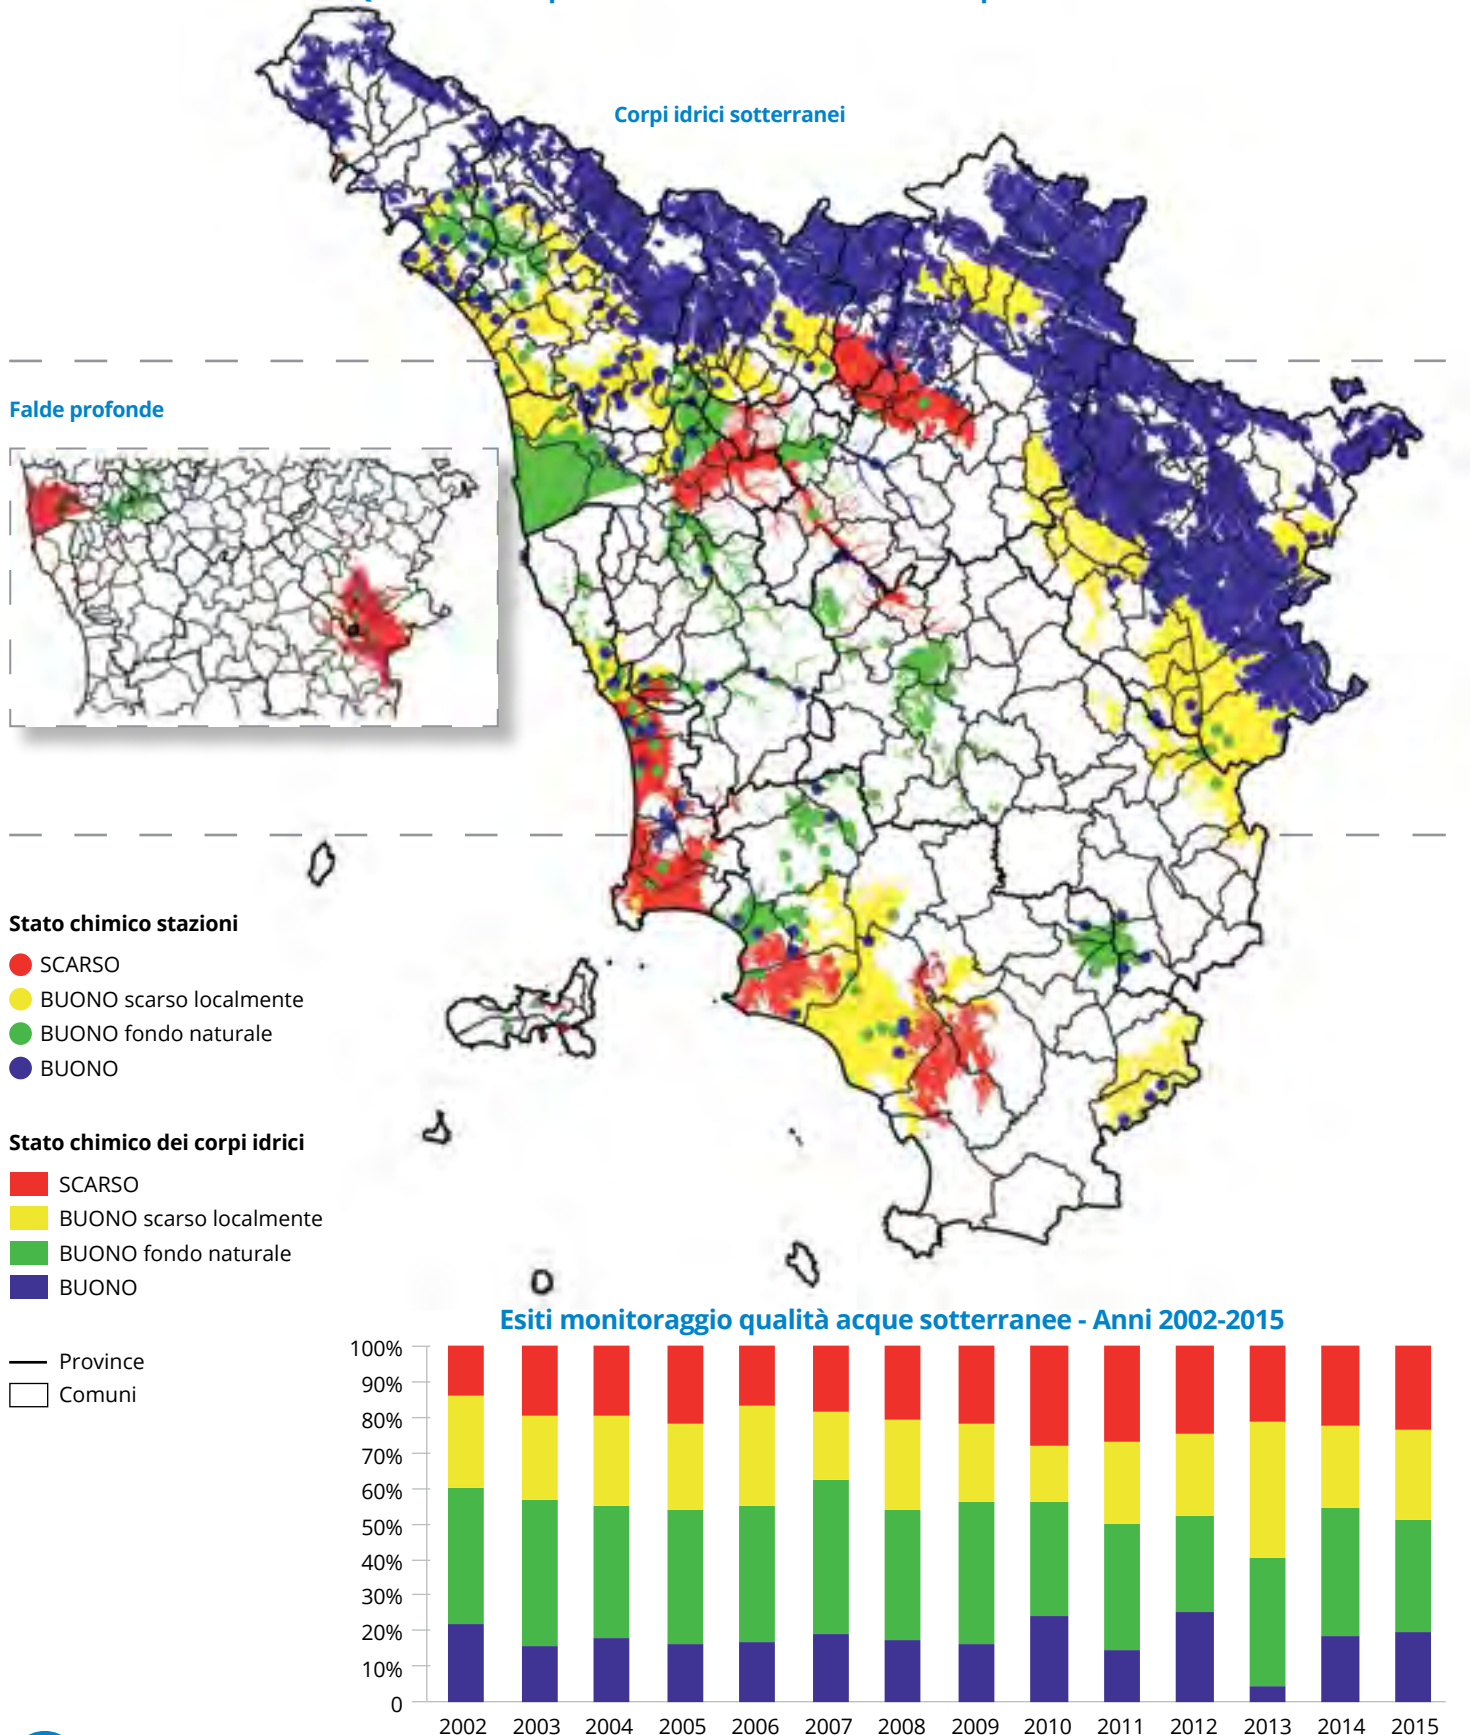 Corpi idrici sotterranei
Falde profonde
Stato chimico stazioni
SCARSO
BUONO scarso localmente
BUONO fondo naturale
BUONO
Stato chimico dei corpi idrici
SCARSO
BUONO scarso localmente
BUONO fondo naturale
BUONO
Province
Comuni
Esiti monitoraggio qualità acque sotterranee - Anni 2002-2015
100%
90%
80%
70%
60%
50%
40%
30%
20%
10%
0
2002 2003 2004 2005 2006 2007 2008 2009 2010 2011 2012 2013 2014 2015